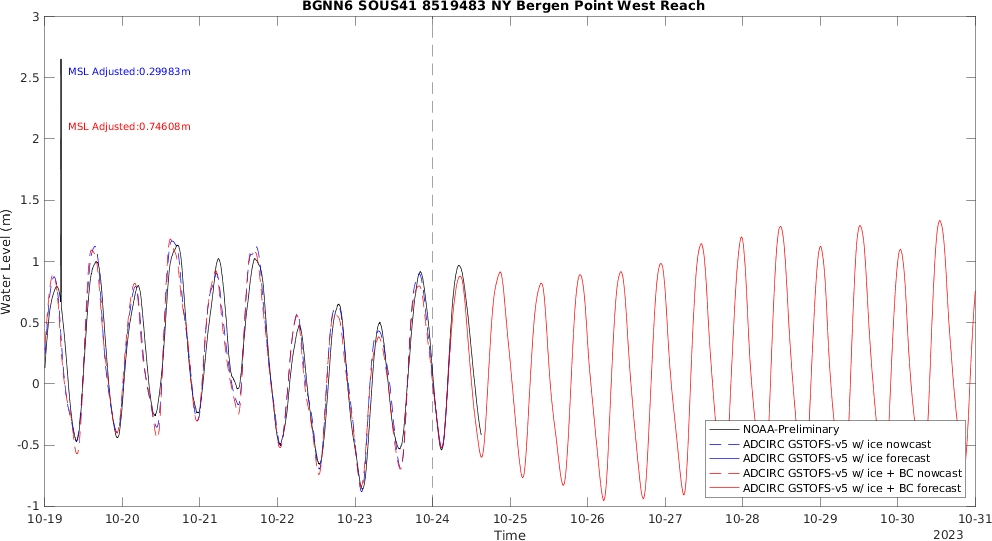 BGNN6 SOUS41 8519483 NY Bergen Point West Reach
3
2.5
2
1.5
1
0.5
0
-0.5
-1
Water Level (m)
MSL Adjusted:0.29983m
MSL Adjusted:0.74608m
NOAA-Preliminary
ADCIRC GSTOFS-v5 w/ ice nowcast
ADCIRC GSTOFS-v5 w/ ice forecast
ADCIRC GSTOFS-v5 w/ ice + BC nowcast
ADCIRC GSTOFS-v5 w/ ice + BC forecast
10-19 10-20 10-21 10-22 10-23 10-24 10-25 10-26 10-27 10-28 10-29 10-30 10-31
Time
2023